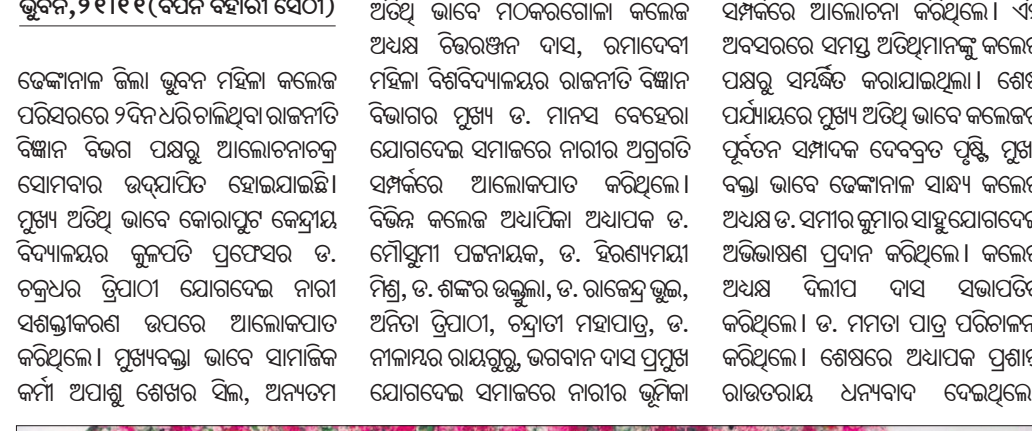 ଭୁବନ,୨୧।୧୧(ବିପିନ ବିହାରୀ ସେଠୀ)
ଢେଙ୍କାନାଳ ଜିଲା ଭୁବନ ମହିଳା କଲେଜ
ପରିସରରେ ୨ଦିନ ଧରି ଚାଲିଥିବା ରାଜନୀତି
ବିଜ୍ଞାନ ବିଭଗ ପକ୍ଷରୁ ଆଲୋଚନାଚକ୍ର
ସୋମବାର ଉଦ୍‌ଯାପିତ ହୋଇଯାଇଛି।
ମୁଖ୍ୟ ଅତିଥି ଭାବେ କୋରାପୁଟ କେନ୍ଦ୍ରୀୟ
ବିଦ୍ୟାଳୟର କୁଳପତି ପ୍ରଫେସର ଡ.
ଚକ୍ରଧର ତ୍ରିପାଠୀ ଯୋଗଦେଇ ନାରୀ
ସଶକ୍ତୀକରଣ ଉପରେ ଆଲୋକପାତ
କରିଥିଲେ। ମୁଖ୍ୟବକ୍ତା ଭାବେ ସାମାଜିକ
କର୍ମୀ ଅପାଶୁ ଶେଖର ସିଲ, ଅନ୍ୟତମ
ଅତିଥି ଭାବେ ମଠକରଗୋଳା କଲେଜ
ଅଧ୍ୟକ୍ଷ ଚିତ୍ତରଞ୍ଜନ ଦାସ, ରମାଦେବୀ
ମହିଳା ବିଶବିଦ୍ୟାଳୟର ରାଜନୀତି ବିଜ୍ଞାନ
ବିଭାଗର ମୁଖ୍ୟ ଡ. ମାନସ ବେହେରା
ଯୋଗଦେଇ ସମାଜରେ ନାରୀର ଅଗ୍ରଗତି
ସମ୍ପର୍କରେ ଆଲୋକପାତ କରିଥିଲେ।
ବିଭିନ୍ନ କଲେଜ ଅଧ୍ୟାପିକା ଅଧ୍ୟାପକ ଡ.
ମୌସୁମୀ ପଟ୍ଟନାୟକ, ଡ. ହିରଣ୍ୟମୟୀ
ମିଶ୍ର, ଡ. ଶଙ୍କର ଉକ୍ରୁଲା, ଡ. ରାଜେନ୍ଦ୍ର ଭୁଇ,
ଅନିତା ତ୍ରିପାଠୀ, ଚନ୍ଦ୍ରାତୀ ମହାପାତ୍ର, ଡ.
ନୀଳାମ୍ବର ରାୟଗୁରୁ, ଭଗବାନ ଦାସ ପ୍ରମୁଖ
ଯୋଗଦେଇ ସମାଜରେ ନାରୀର ଭୂମିକା
ସମ୍ପର୍କରେ ଆଲୋଚନା କରିଥିଲେ। ଏହି
ଅବସରରେ ସମସ୍ତ ଅତିଥିମାନଙ୍କୁ କଲେଜ
ପକ୍ଷରୁ ସମ୍ବର୍ଦ୍ଧିତ କରାଯାଇଥିଲା। ଶେଷ
ପର୍ଯ୍ୟାୟରେ ମୁଖ୍ୟ ଅତିଥି ଭାବେ କଲେଜର
ପୂର୍ବତନ ସମ୍ପାଦକ ଦେବବ୍ରତ ପୃଷ୍ଟି, ମୁଖ୍ୟ
ବକ୍ତା ଭାବେ ଢେଙ୍କାନାଳ ସାନ୍ଧ୍ୟ କଲେଜ
ଅଧ୍ୟକ୍ଷ ଡ. ସମୀର କୁମାର ସାହୁ ଯୋଗଦେଇ
ଅଭିଭାଷଣ ପ୍ରଦାନ କରିଥିଲେ। କଲେଜ
ଅଧ୍ୟକ୍ଷ ଦିଲୀପ ଦାସ ସଭାପତିତ୍ୱ
କରିଥିଲେ। ଡ. ମମତା ପାତ୍ର ପରିଚାଳନା
କରିଥିଲେ। ଶେଷରେ ଅଧ୍ୟାପକ ପ୍ରଶାନ୍ତ
ରାଉତରାୟ ଧନ୍ୟବାଦ ଦେଇଥିଲେ।